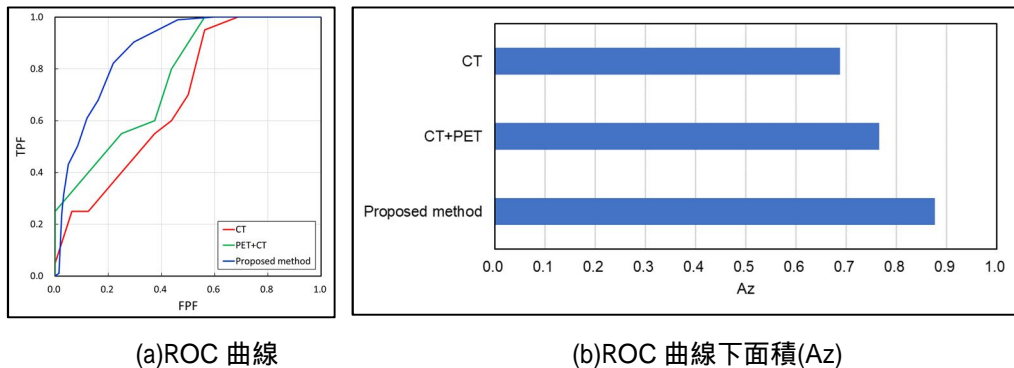 1.0
0.8
0.6
0.4
0.2
0.0
TPF
CT
PET+CT
Proposed method
0.0 0.2 0.4 0.6 0.8 1.0
FPF
CT
CT+PET
Proposed method
0.0 0.1 0.2 0.3 0.4 0.5 0.6 0.7 0.8 0.9 1.0
Az
(a)ROC 曲線
(b)ROC 曲線下面積(Az)